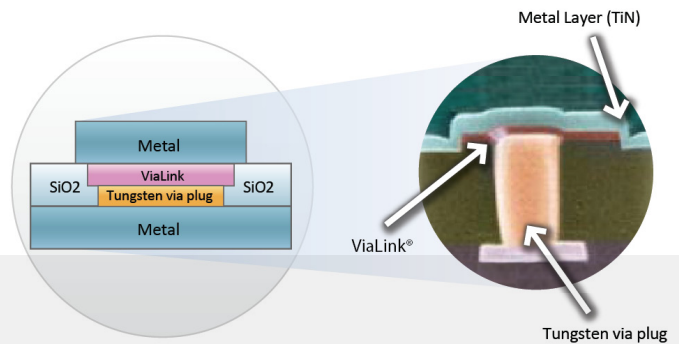 Metal Layer (TiN)
Metal
ViaLink
SiO2
SiO2
Tungsten via plug
Metal
ViaLink®
Tungsten via plug